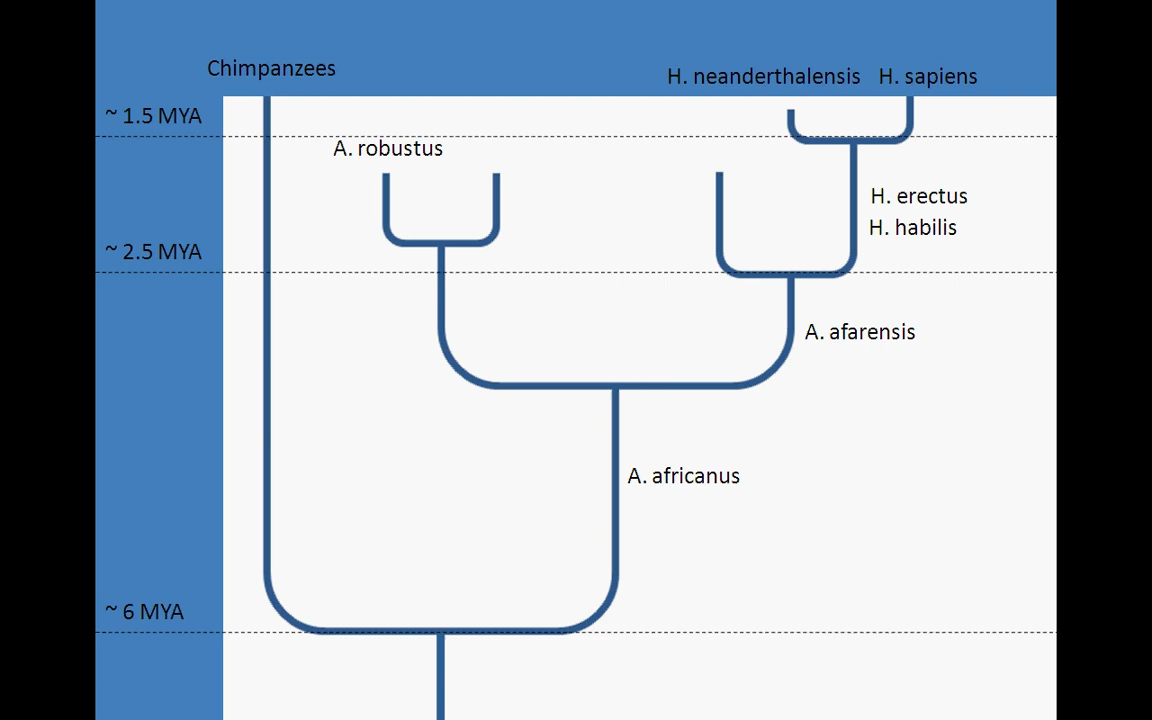 Chimpanzees
H. neanderthalensis
H. sapiens
~ 1.5 MYA
A. robustus
H. erectus
H. habilis
~ 2.5 MYA
A. afarensis
A. africanus
~ 6 MYA